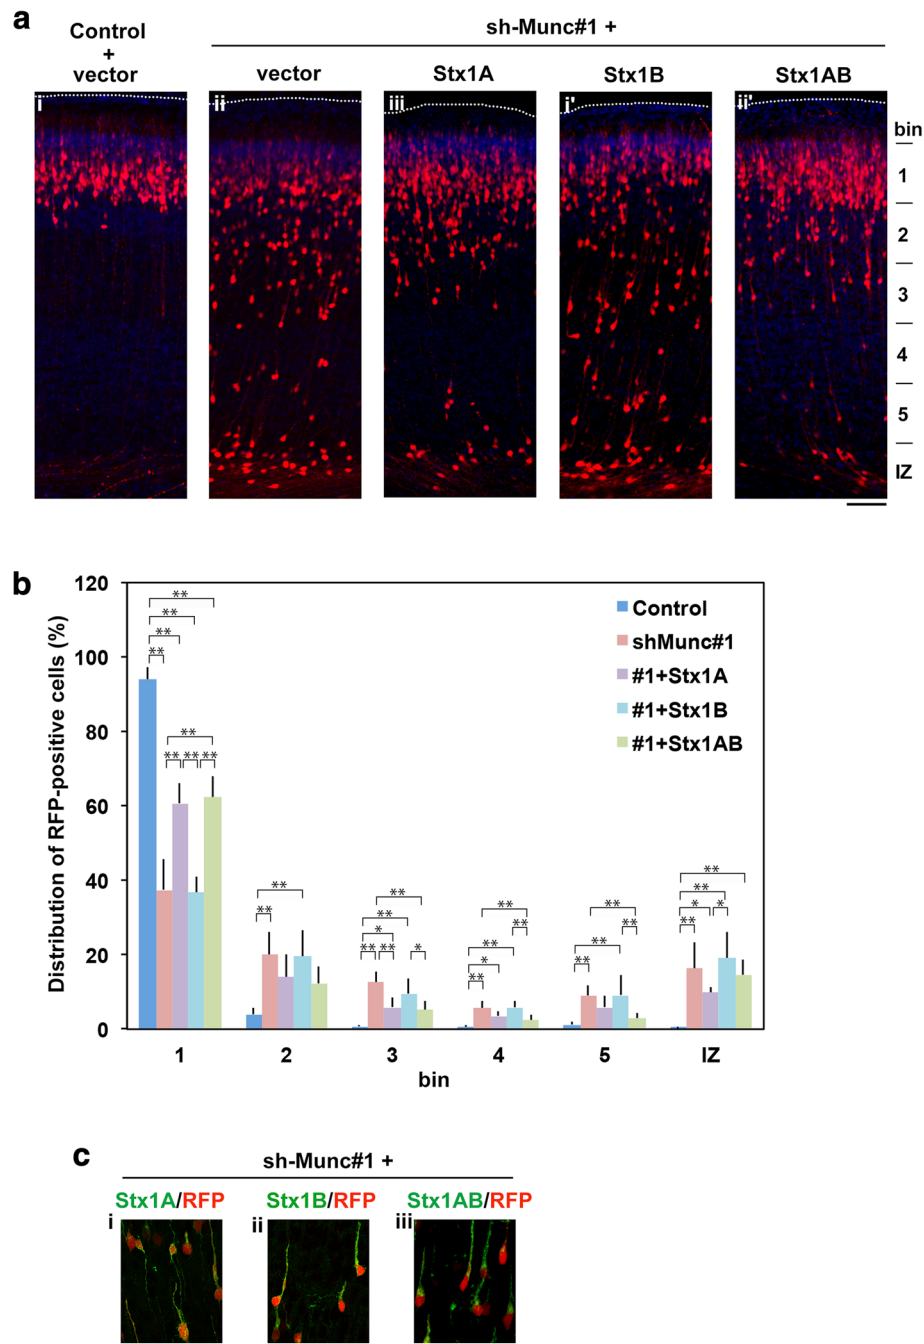 a
Control
+
vector
sh-Munc#1 +
vector
Stx1A
Stx1B
Stx1AB
i
ii
iii
i'
ii'
bin
1
2
3
4
5
IZ
b
Distribution of RFP-positive cells (%)
120
100
80
60
40
20
0
Control
shMunc#1
#1+Stx1A
#1+Stx1B
#1+Stx1AB
**
**
**
**
**
** ** **
** **
** * ** ** ** *
** * ** ** **
** ** ** **
** * ** ** *
1 2 3 4 5 IZ
bin
c
sh-Munc#1 +
Stx1A/RFP
Stx1B/RFP
Stx1AB/RFP
i
ii
iii